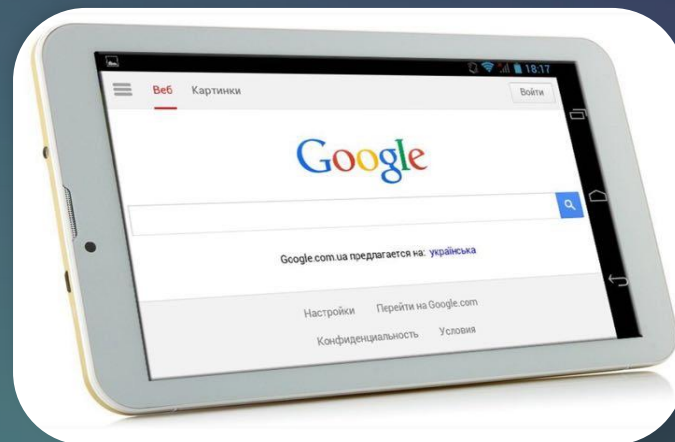 18:17
Веб Картинки Войти
Google
Google.com.ua предлагается на: українська
Настройки Перейти на Google.com
Конфиденциальность Условия